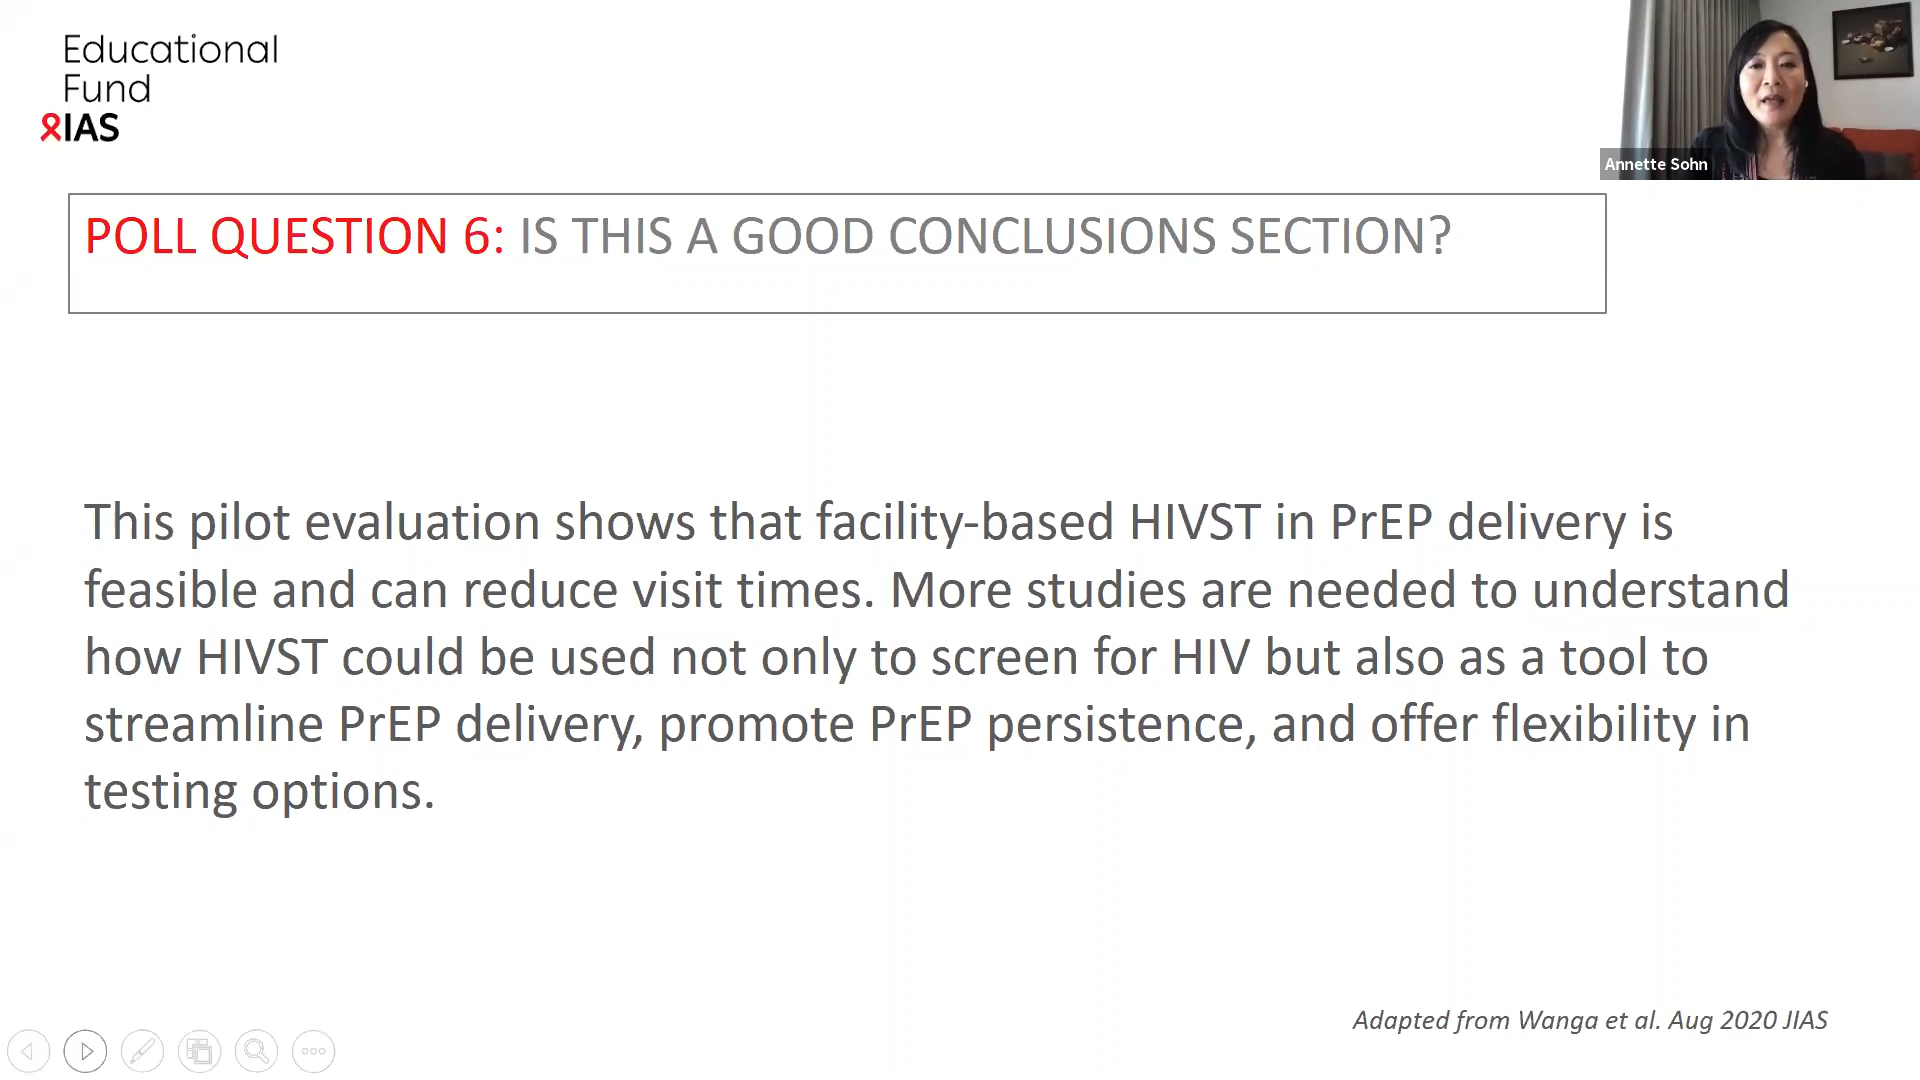 Educational
Fund
IAS
Annette Sohn
POLL QUESTION 6: IS THIS A GOOD CONCLUSIONS SECTION?
This pilot evaluation shows that facility-based HIVST in PrEP delivery is
feasible and can reduce visit times. More studies are needed to understand
how HIVST could be used not only to screen for HIV but also as a tool to
streamline PrEP delivery, promote PrEP persistence, and offer flexibility in
testing options.
Adapted from Wanga et al. Aug 2020 JIAS